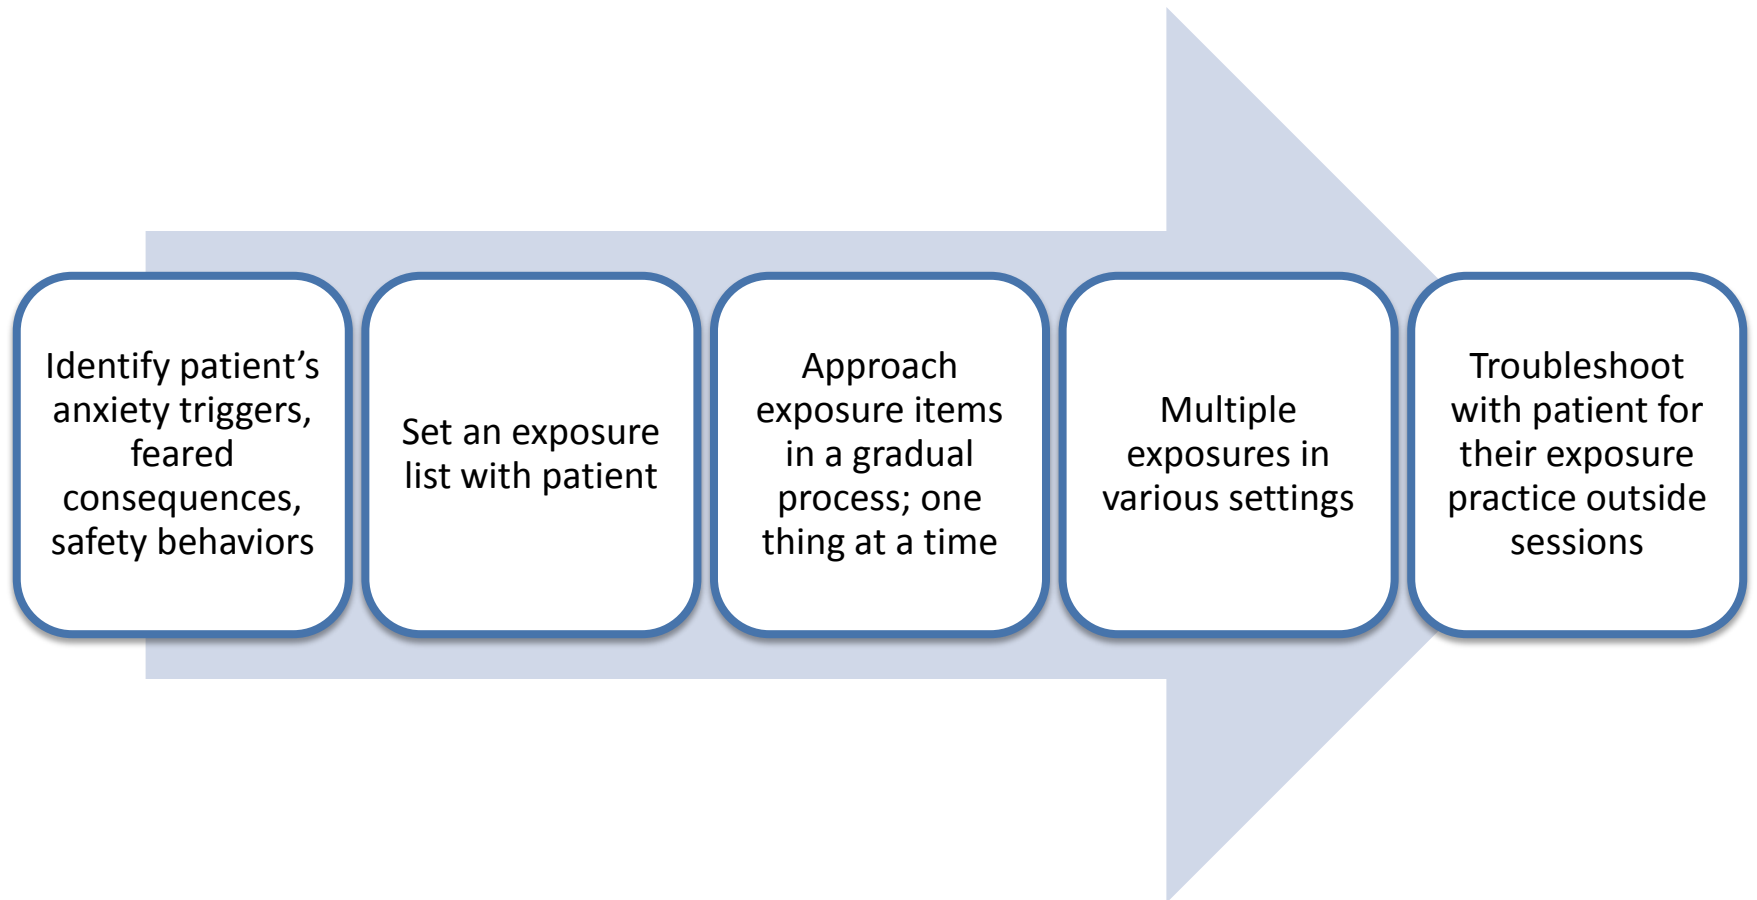 Identify patient’s
anxiety triggers,
feared
consequences,
safety behaviors
Set an exposure
list with patient
Approach
exposure items
in a gradual
process; one
thing at a time
Multiple
exposures in
various settings
Troubleshoot
with patient for
their exposure
practice outside
sessions